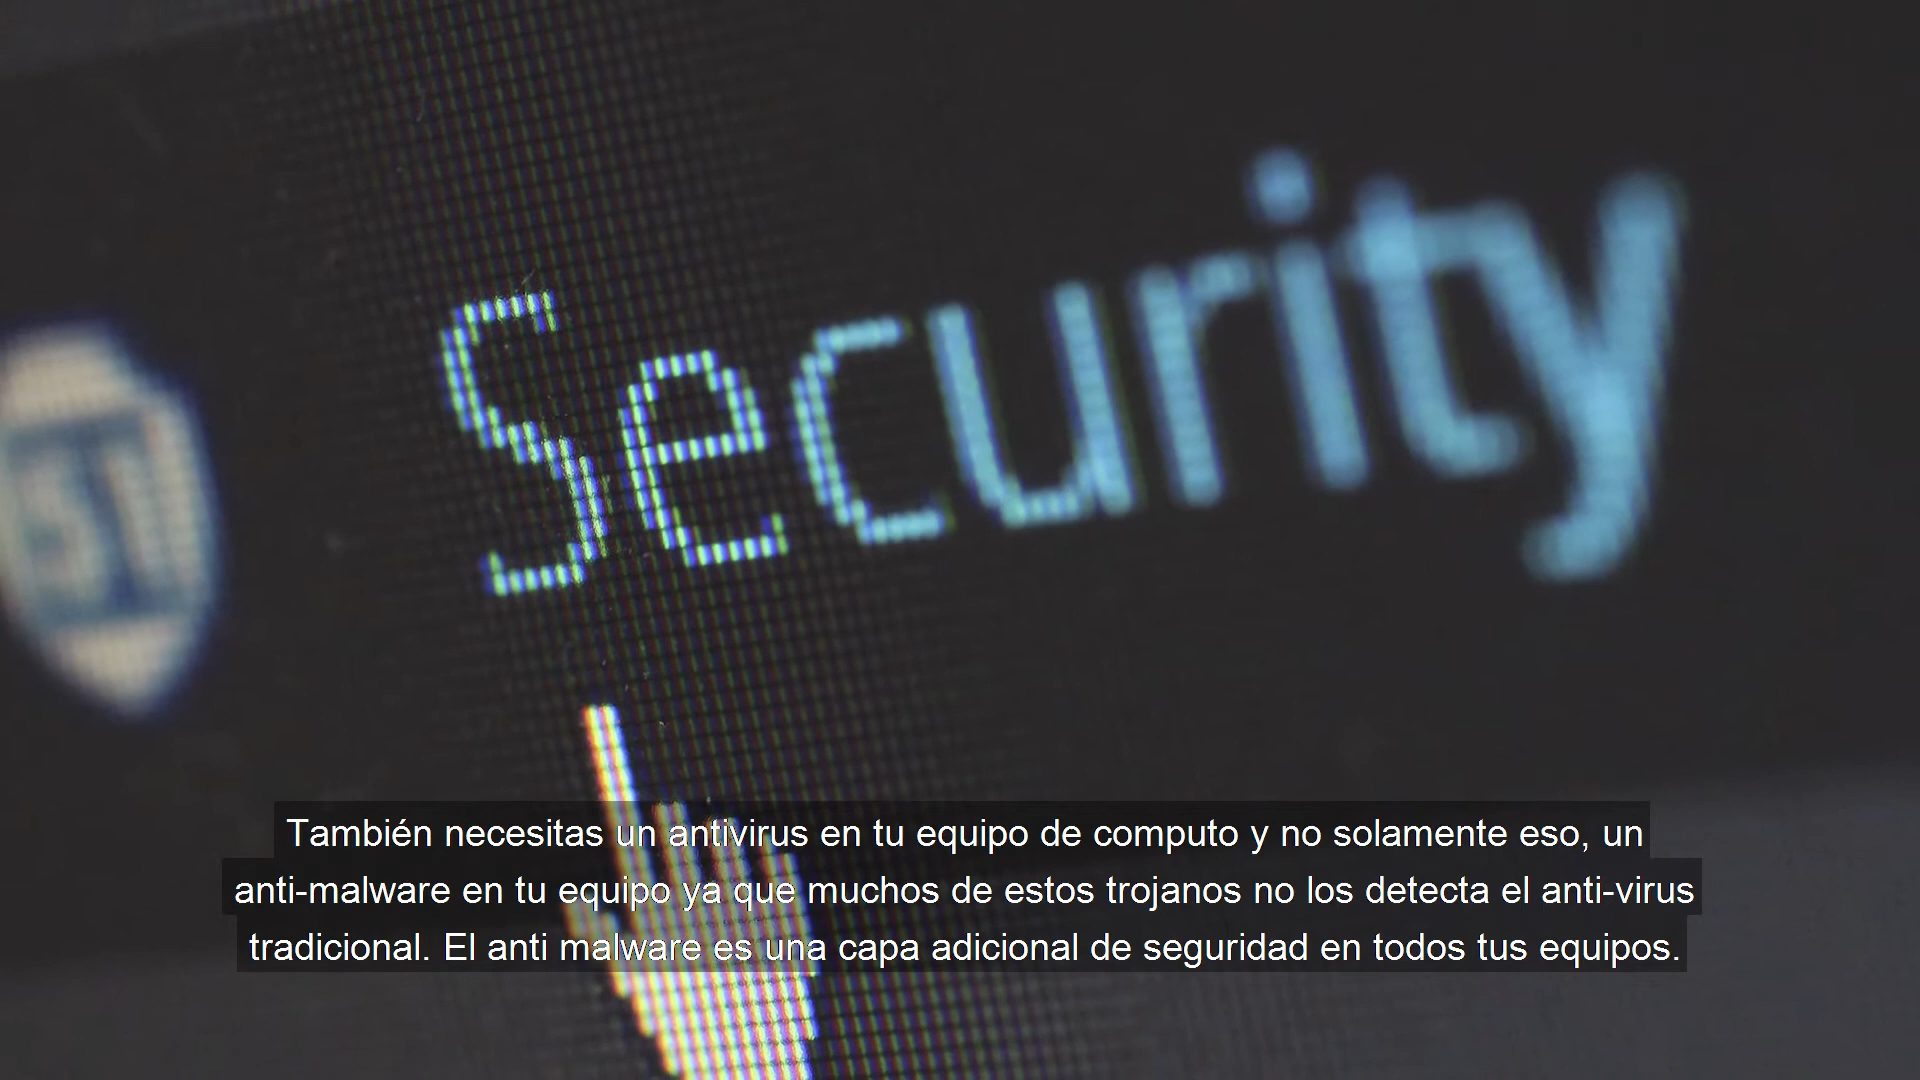 Security
También necesitas un antivirus en tu equipo de computo y no solamente eso, un
anti-malware en tu equipo ya que muchos de estos trojanos no los detecta el anti-virus
tradicional. El anti malware es una capa adicional de seguridad en todos tus equipos.